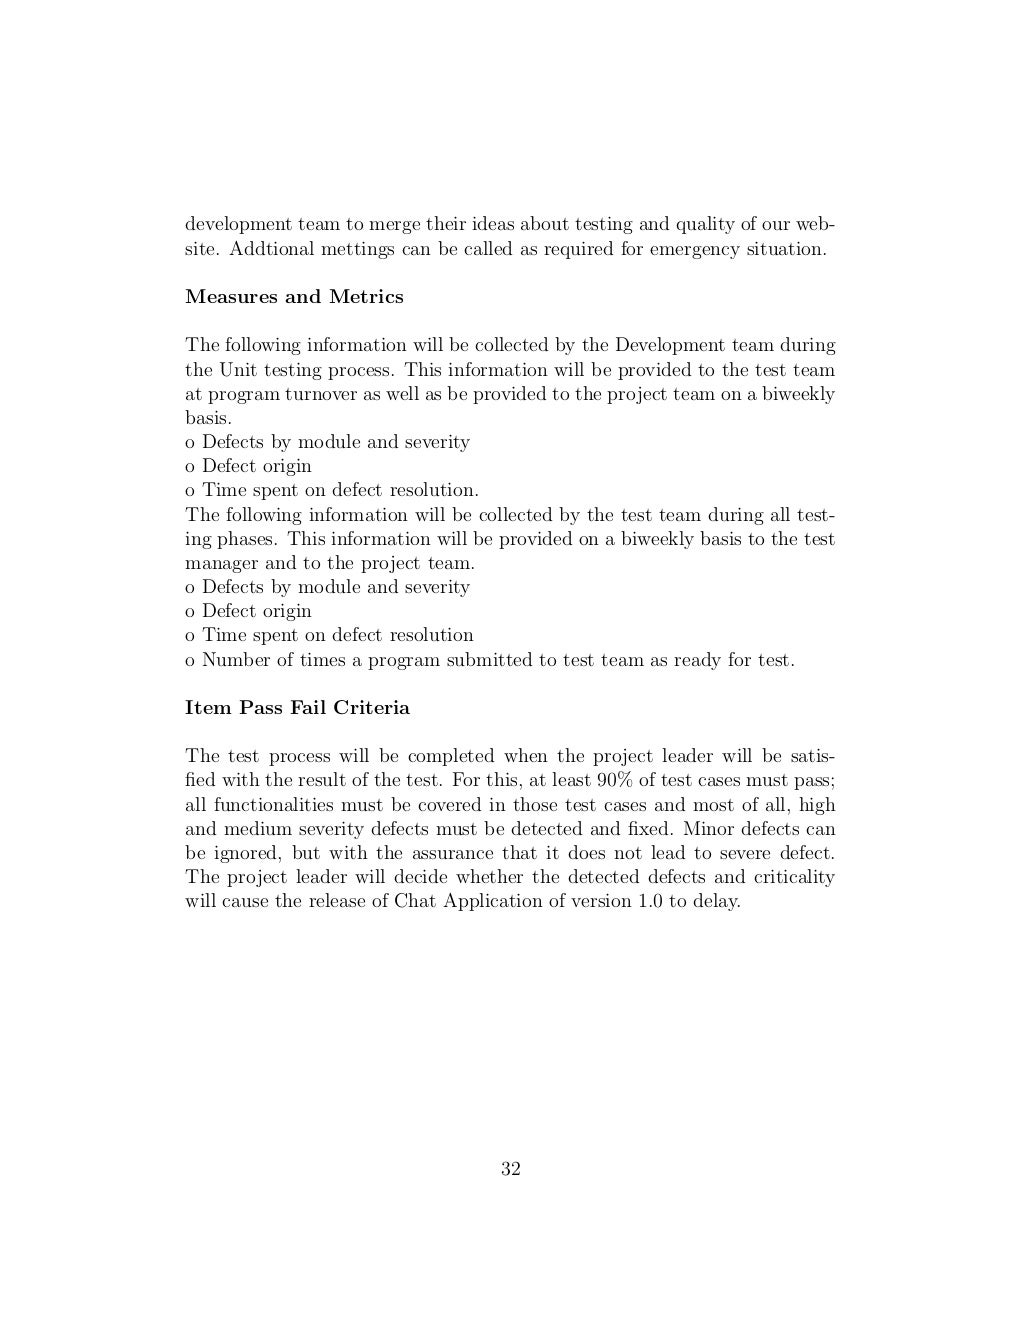 development team to merge their ideas about testing and quality of our web-
site. Addtional mettings can be called as required for emergency situation.
Measures and Metrics
The following information will be collected by the Development team during
the Unit testing process. This information will be provided to the test team
at program turnover as well as be provided to the project team on a biweekly
basis.
o Defects by module and severity
o Defect origin
o Time spent on defect resolution.
The following information will be collected by the test team during all test-
ing phases. This information will be provided on a biweekly basis to the test
manager and to the project team.
o Defects by module and severity
o Defect origin
o Time spent on defect resolution
o Number of times a program submitted to test team as ready for test.
Item Pass Fail Criteria
The test process will be completed when the project leader will be satis-
fied with the result of the test. For this, at least 90% of test cases must pass;
all functionalities must be covered in those test cases and most of all, high
and medium severity defects must be detected and fixed. Minor defects can
be ignored, but with the assurance that it does not lead to severe defect.
The project leader will decide whether the detected defects and criticality
will cause the release of Chat Application of version 1.0 to delay.
32